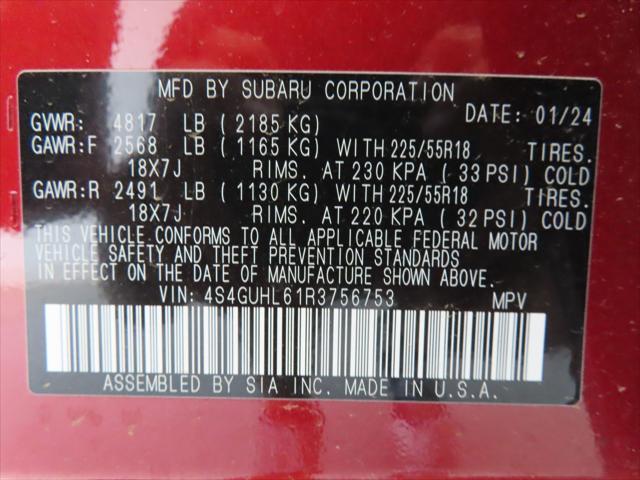 MFD BY SUBARU CORPORATION
DATE: 01/24
GVWR: 4817 LB (2185 KG)
GAWR:F 2568 LB (1165 KG) WITH 225/55R18 TIRES.
18X7J RIMS. AT 230 KPA (33 PSI) COLD
GAWR:R 2491 LB (1130 KG) WITH 225/55R18 TIRES.
18X7J RIMS. AT 220 KPA (32 PSI) COLD
THIS VEHICLE CONFORMS TO ALL APPLICABLE FEDERAL MOTOR
VEHICLE SAFETY AND THEFT PREVENTION STANDARDS
IN EFFECT ON THE DATE OF MANUFACTURE SHOWN ABOVE.
VIN: 4S4GUHL61R3756753 MPV
ASSEMBLED BY SIA INC. MADE IN U.S.A.